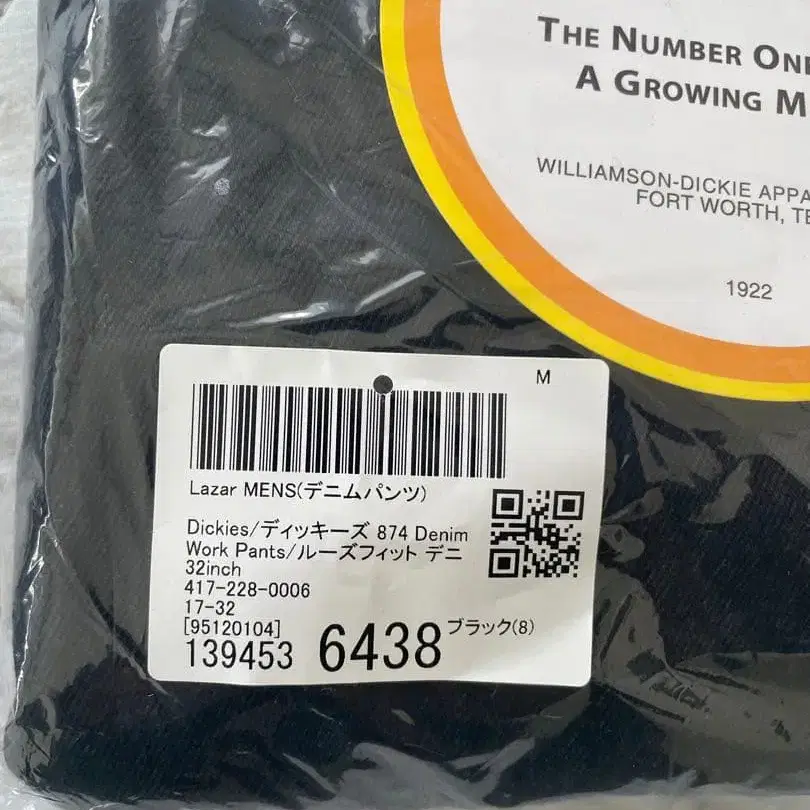 THE NUMBER ONE
A GROWING M
WILLIAMSON-DICKIE APPA
FORT WORTH, TE
1922
M
Lazar MENS(デニムパンツ)
Dickies/ディッキーズ 874 Denim
Work Pants/ルーズフィット デニ
32inch
417-228-0006
17-32
[95120104]
139453 6438 ブラック(8)